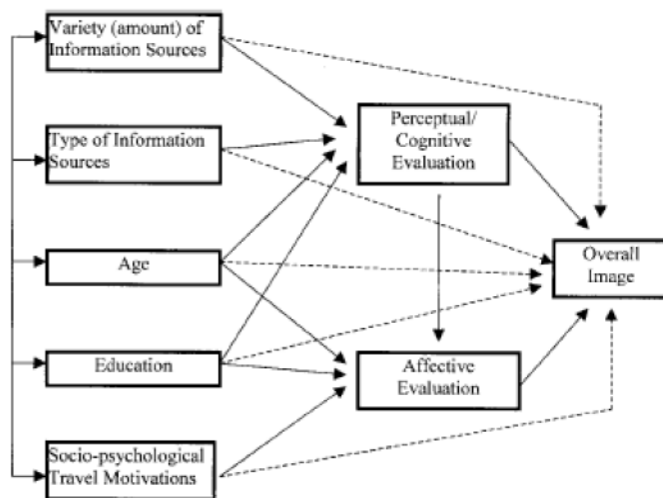 Variety (amount) of
Information Sources
Type of Information
Sources
Age
Education
Socio-psychological
Travel Motivations
Perceptual/
Cognitive
Evaluation
Affective
Evaluation
Overall
Image